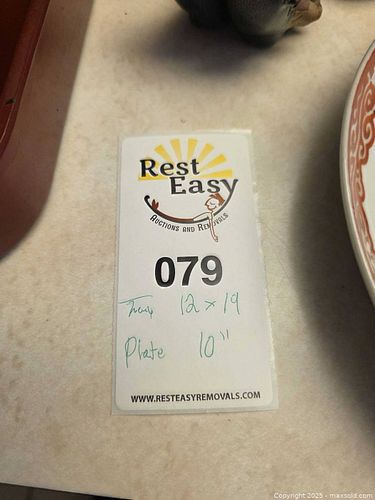 Rest
Easy
AUCTIONS AND REMOVALS
079
Tray 12 x 19
Plate 10"
WWW.RESTEASYREMOVALS.COM
Copyright 2025 - maxsold.com